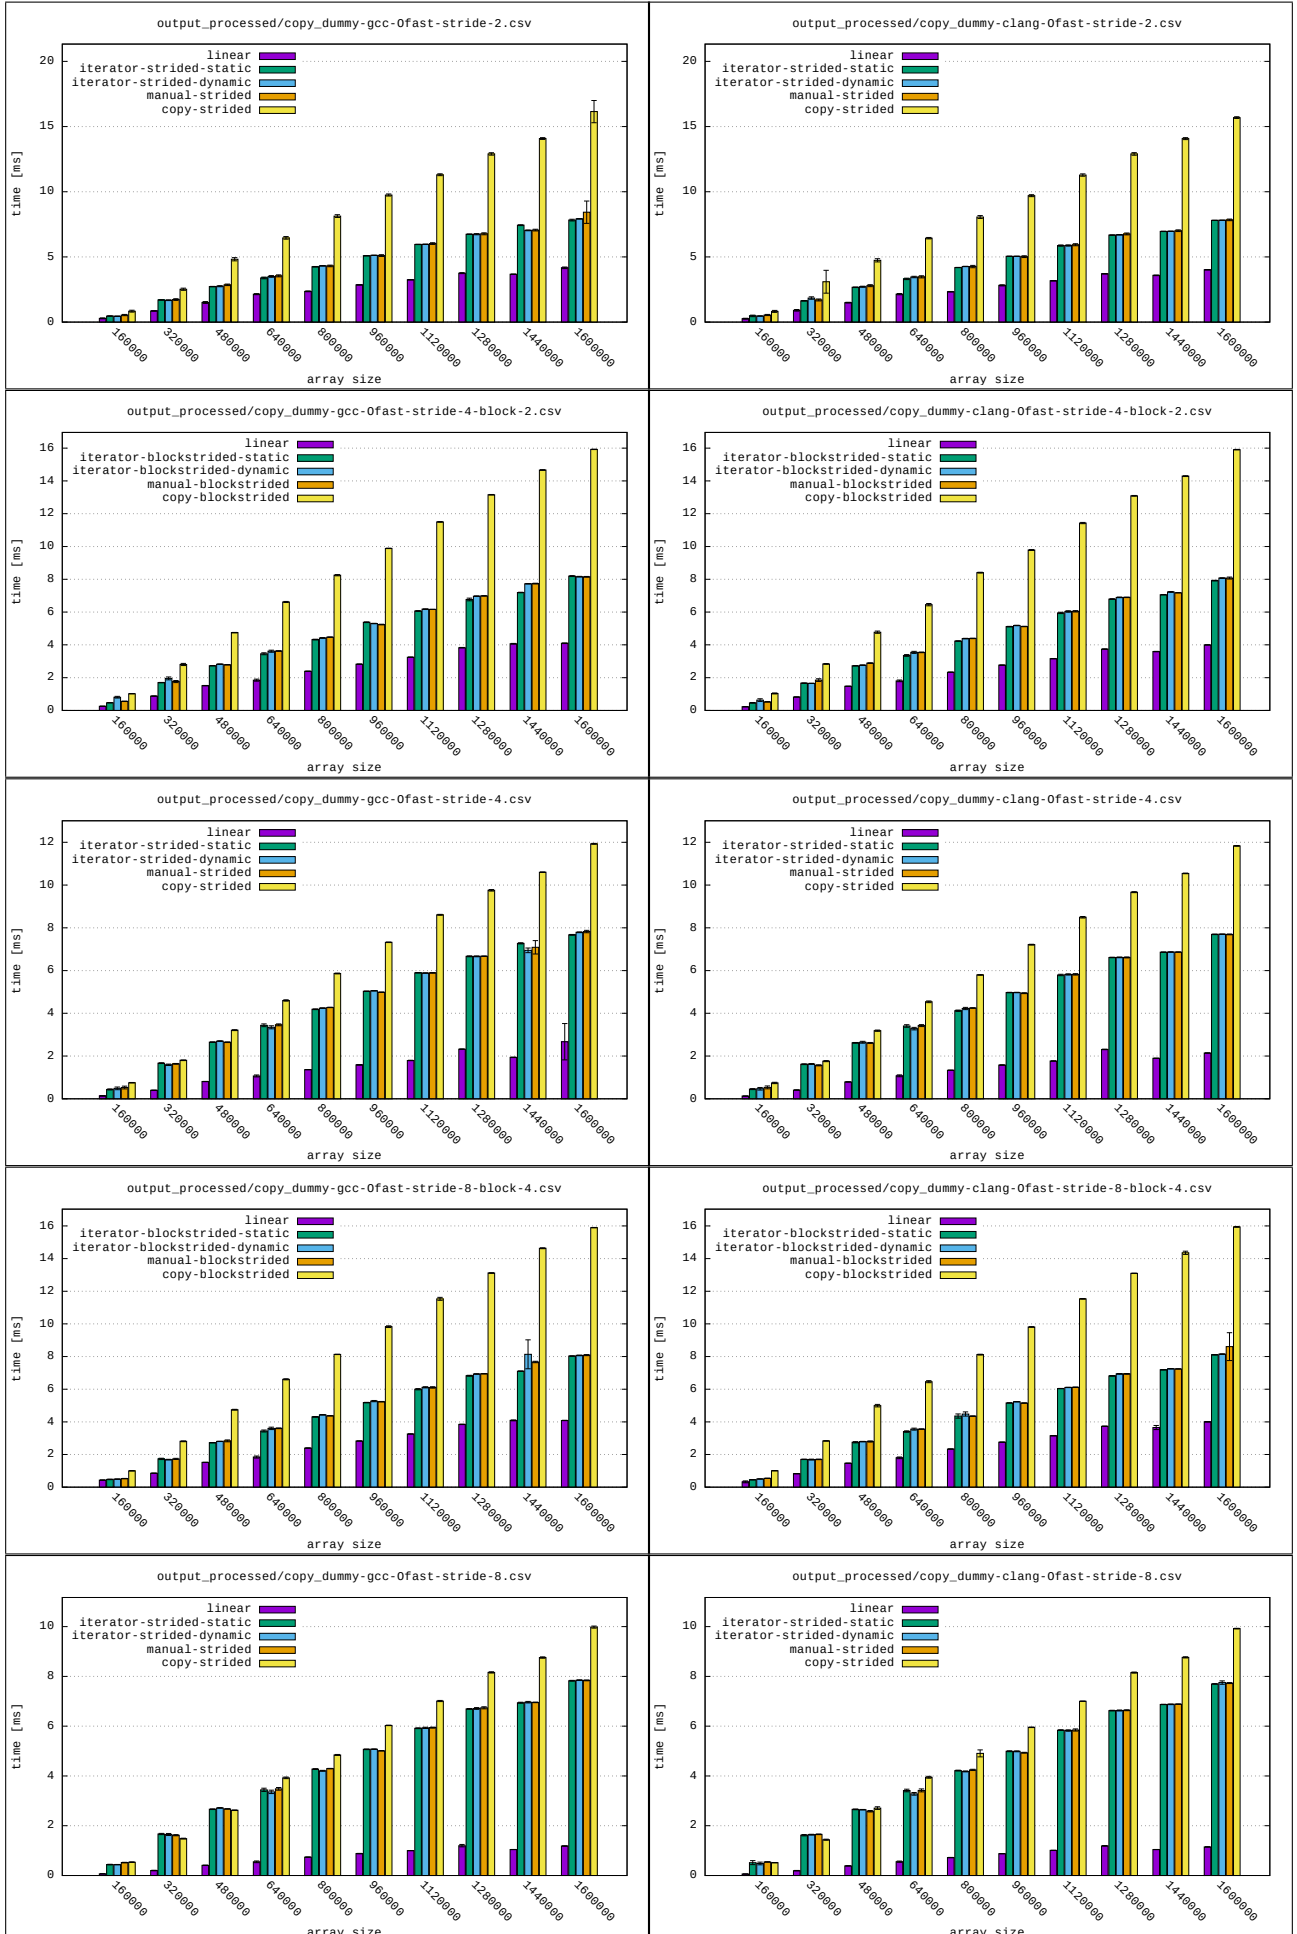 output_processed/copy_dummy-gcc-Ofast-stride-2.csv
linear
iterator-strided-static
iterator-strided-dynamic
manual-strided
copy-strided
20
15
10
5
0
time [ms]
160000 320000 480000 640000 800000 960000 1120000 1280000 1440000 1600000
array size
output_processed/copy_dummy-clang-Ofast-stride-2.csv
linear
iterator-strided-static
iterator-strided-dynamic
manual-strided
copy-strided
20
15
10
5
0
time [ms]
160000 320000 480000 640000 800000 960000 1120000 1280000 1440000 1600000
array size
output_processed/copy_dummy-gcc-Ofast-stride-4-block-2.csv
linear
iterator-blockstrided-static
iterator-blockstrided-dynamic
manual-blockstrided
copy-blockstrided
16
14
12
10
8
6
4
2
0
time [ms]
160000 320000 480000 640000 800000 960000 1120000 1280000 1440000 1600000
array size
output_processed/copy_dummy-clang-Ofast-stride-4-block-2.csv
linear
iterator-blockstrided-static
iterator-blockstrided-dynamic
manual-blockstrided
copy-blockstrided
16
14
12
10
8
6
4
2
0
time [ms]
160000 320000 480000 640000 800000 960000 1120000 1280000 1440000 1600000
array size
output_processed/copy_dummy-gcc-Ofast-stride-4.csv
linear
iterator-strided-static
iterator-strided-dynamic
manual-strided
copy-strided
12
10
8
6
4
2
0
time [ms]
160000 320000 480000 640000 800000 960000 1120000 1280000 1440000 1600000
array size
output_processed/copy_dummy-clang-Ofast-stride-4.csv
linear
iterator-strided-static
iterator-strided-dynamic
manual-strided
copy-strided
12
10
8
6
4
2
0
time [ms]
160000 320000 480000 640000 800000 960000 1120000 1280000 1440000 1600000
array size
output_processed/copy_dummy-gcc-Ofast-stride-8-block-4.csv
linear
iterator-blockstrided-static
iterator-blockstrided-dynamic
manual-blockstrided
copy-blockstrided
16
14
12
10
8
6
4
2
0
time [ms]
160000 320000 480000 640000 800000 960000 1120000 1280000 1440000 1600000
array size
output_processed/copy_dummy-clang-Ofast-stride-8-block-4.csv
linear
iterator-blockstrided-static
iterator-blockstrided-dynamic
manual-blockstrided
copy-blockstrided
16
14
12
10
8
6
4
2
0
time [ms]
160000 320000 480000 640000 800000 960000 1120000 1280000 1440000 1600000
array size
output_processed/copy_dummy-gcc-Ofast-stride-8.csv
linear
iterator-strided-static
iterator-strided-dynamic
manual-strided
copy-strided
10
8
6
4
2
0
time [ms]
160000 320000 480000 640000 800000 960000 1120000 1280000 1440000 1600000
array size
output_processed/copy_dummy-clang-Ofast-stride-8.csv
linear
iterator-strided-static
iterator-strided-dynamic
manual-strided
copy-strided
10
8
6
4
2
0
time [ms]
160000 320000 480000 640000 800000 960000 1120000 1280000 1440000 1600000
array size